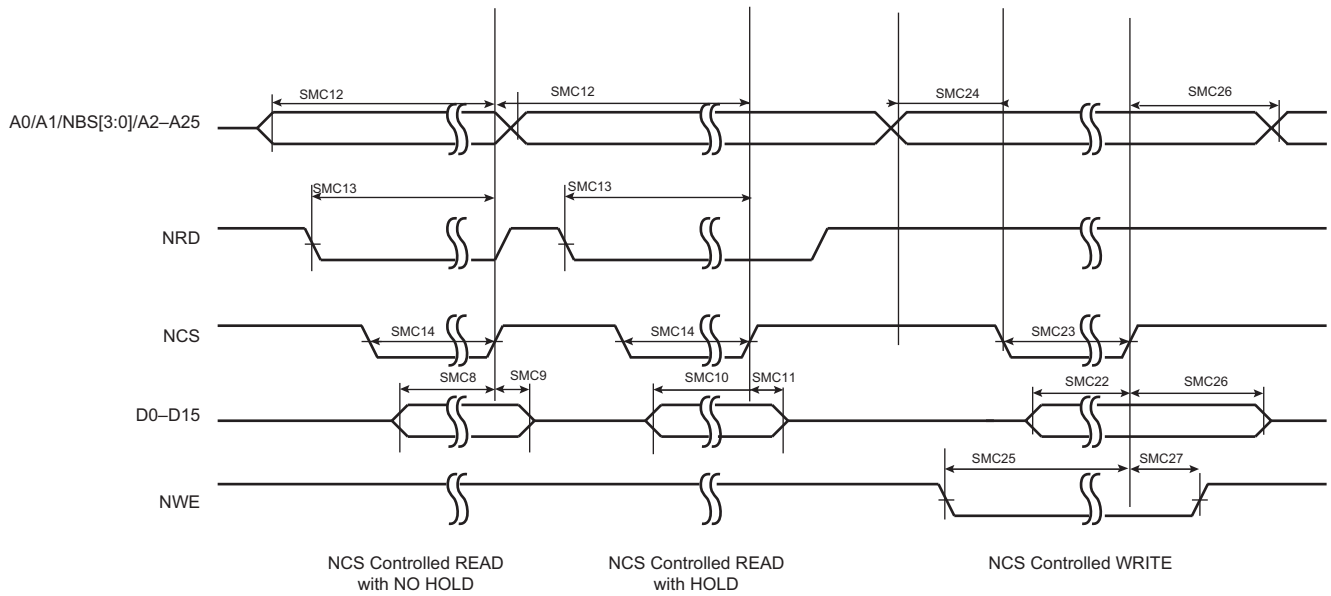 SMC12
SMC12
SMC24
SMC26
A0/A1/NBS[3:0]/A2–A25
SMC13
SMC13
NRD
SMC14
SMC14
SMC23
NCS
SMC8
SMC9
SMC10
SMC11
SMC22
SMC26
D0–D15
SMC25
SMC27
NWE
NCS Controlled READ
with NO HOLD
NCS Controlled READ
with HOLD
NCS Controlled WRITE